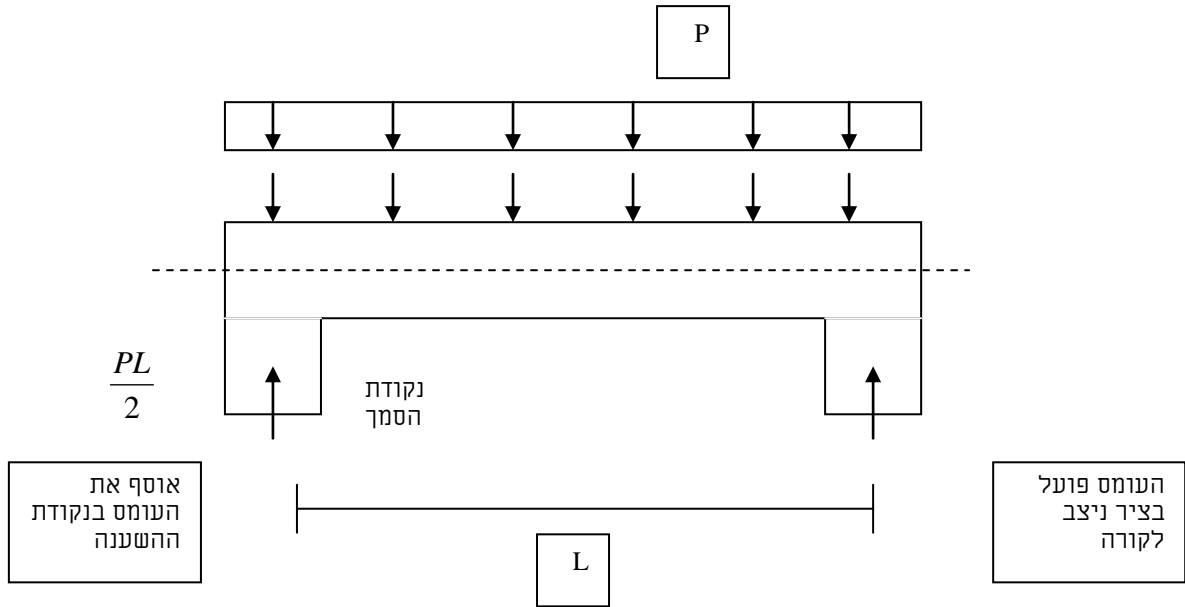 P
PL
2
נקודת
הסמך
אוסף את
העומס בנקודת
ההשענה
העומס פועל
בציר ניצב
לקורה
L